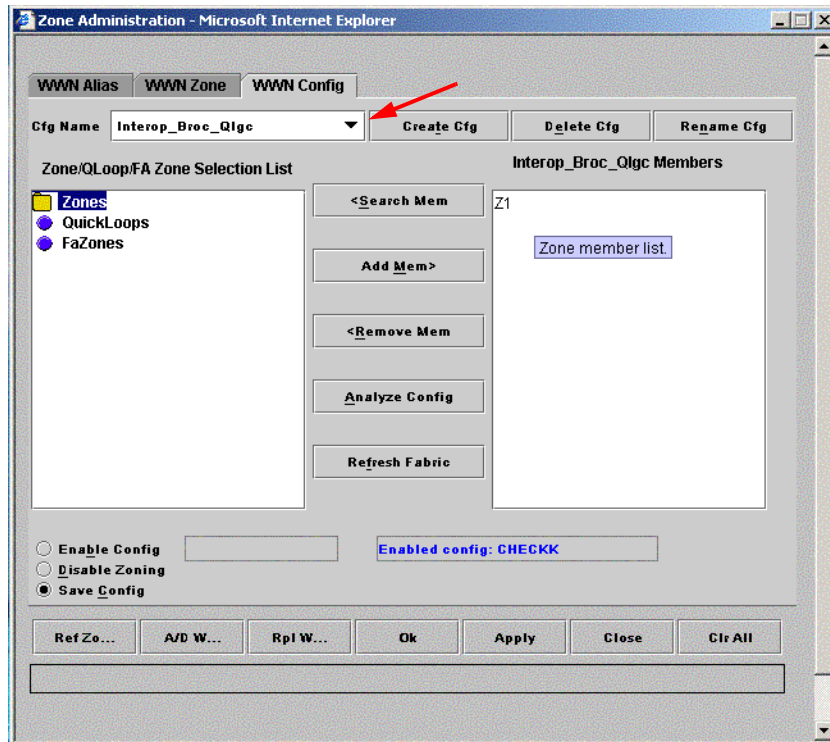 Zone Administration - Microsoft Internet Explorer
WWN Alias WWN Zone WWN Config
Cfg Name Interop_Broc_Qlgc Create Cfg Delete Cfg Rename Cfg
Zone/QLoop/FA Zone Selection List Interop_Broc_Qlgc Members
Zones
QuickLoops
FaZones
<Search Mem
Add Mem>
<Remove Mem
Analyze Config
Refresh Fabric
Z1
Zone member list.
Enable Config Enabled config: CHECKK
Disable Zoning
Save Config
Ref Zo... A/D W... Rpl W... Ok Apply Close Clr All